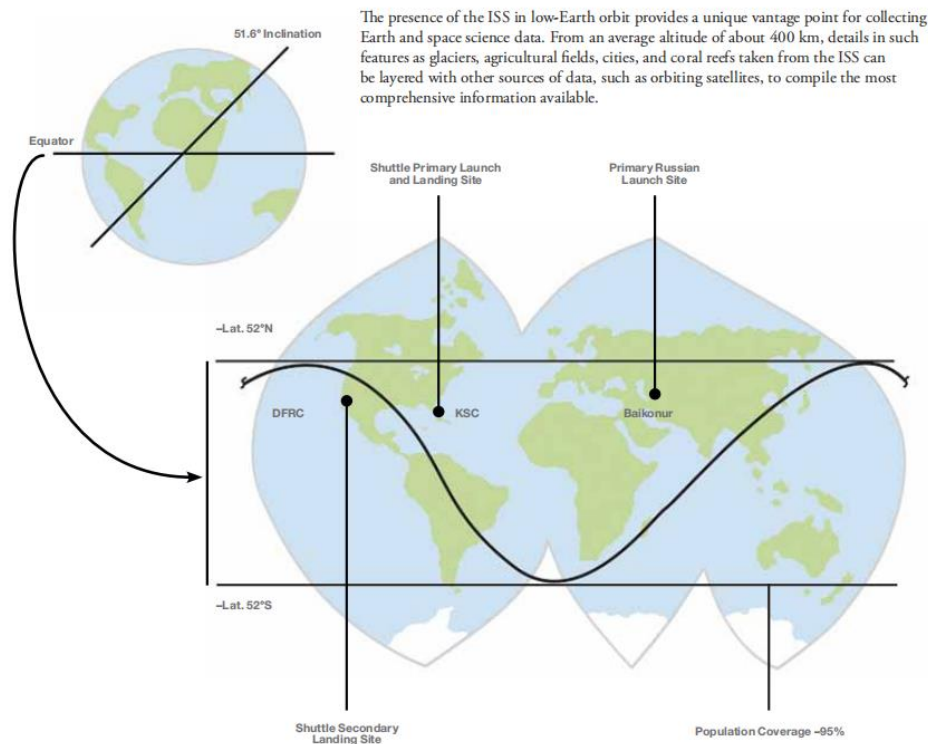 The presence of the ISS in low-Earth orbit provides a unique vantage point for collecting
Earth and space science data. From an average altitude of about 400 km, details in such
features as glaciers, agricultural fields, cities, and coral reefs taken from the ISS can
be layered with other sources of data, such as orbiting satellites, to compile the most
comprehensive information available.
51.6° Inclination
Equator
Shuttle Primary Launch
and Landing Site
Primary Russian
Launch Site
~Lat. 52°N
DFRC
KSC
Baikonur
~Lat. 52°S
Shuttle Secondary
Landing Site
Population Coverage ~95%